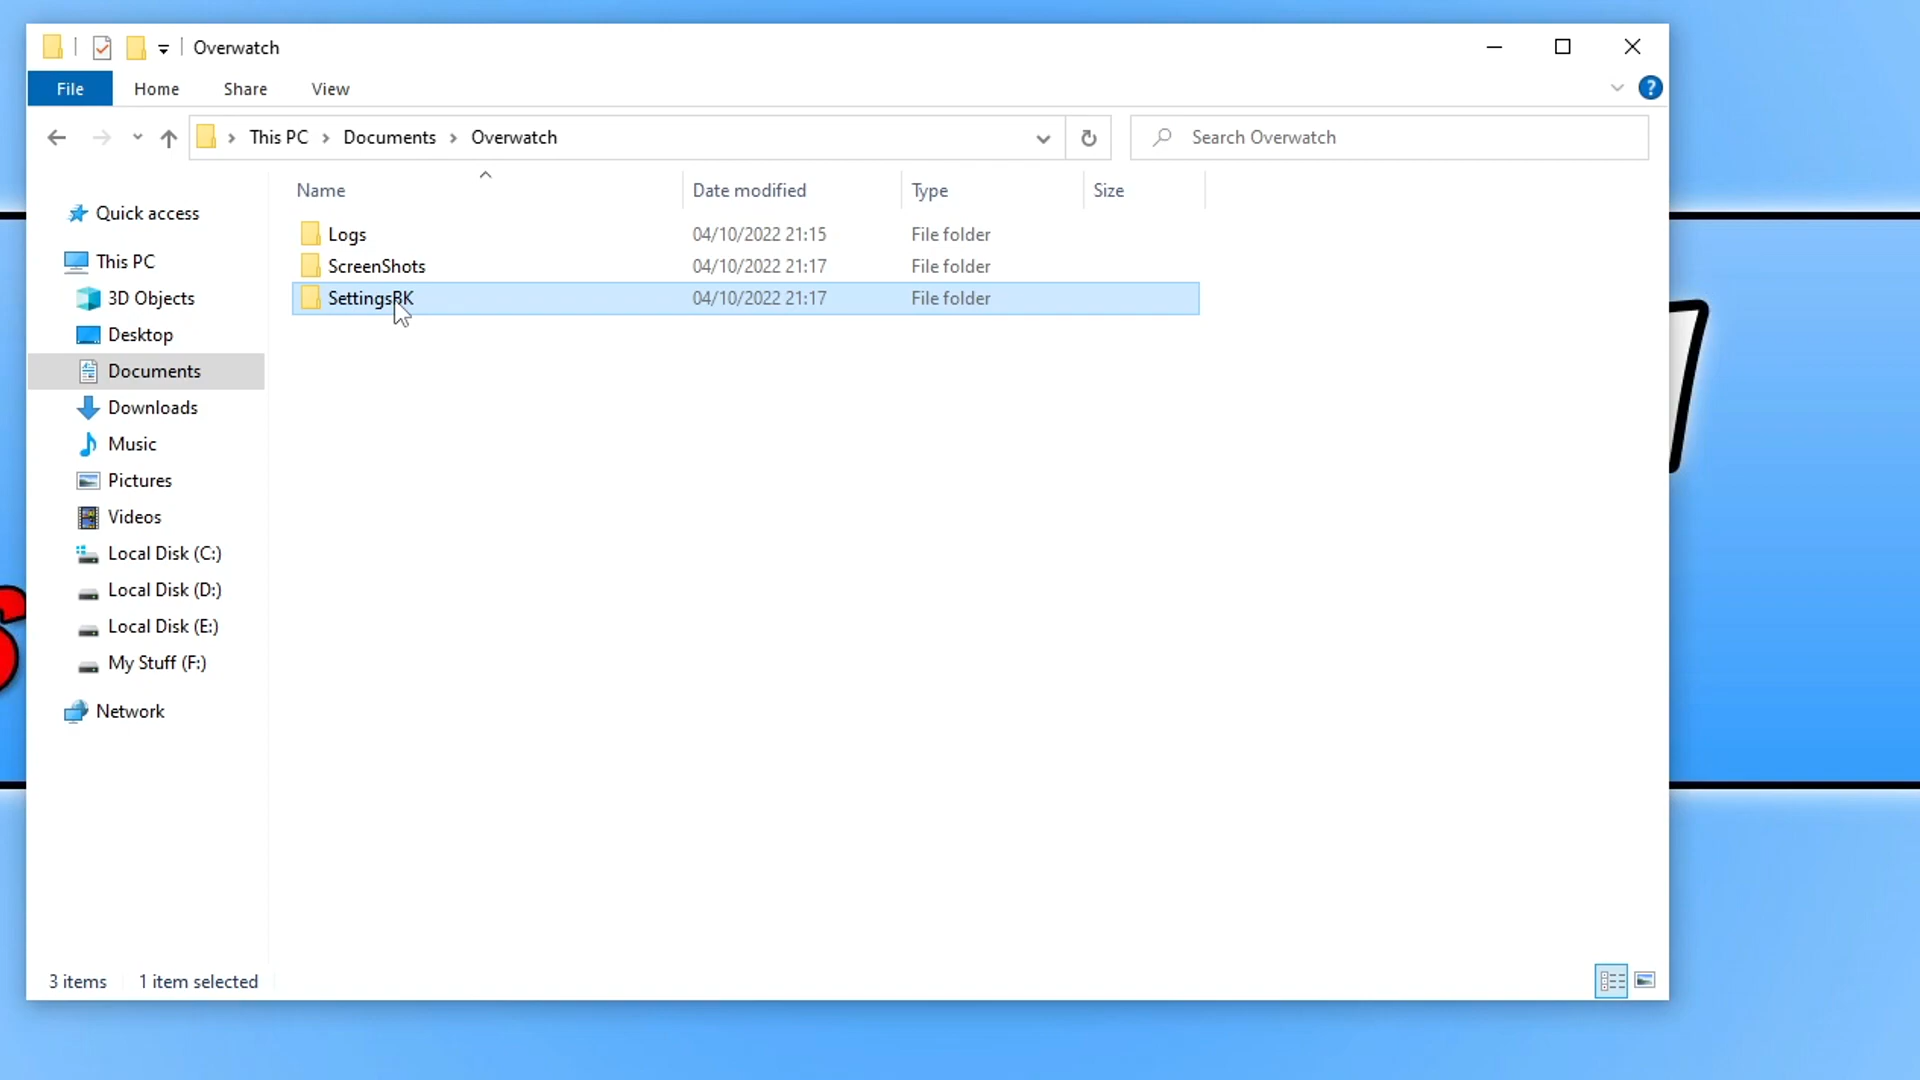 Overwatch
File Home Share View
This PC Documents Overwatch
Search Overwatch
Name Date modified Type Size
Quick access
This PC
3D Objects
Desktop
Documents
Downloads
Music
Pictures
Videos
Local Disk (C:)
Local Disk (D:)
Local Disk (E:)
My Stuff (F:)
Network
Logs 04/10/2022 21:15 File folder
ScreenShots 04/10/2022 21:17 File folder
SettingsBK 04/10/2022 21:17 File folder
3 items 1 item selected